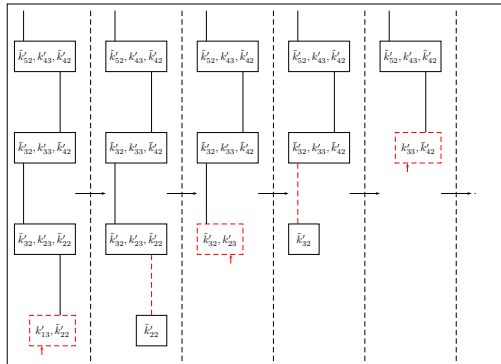 k̃′₅₂, k′₄₃, k̃′₄₂
k̃′₃₂, k′₃₃, k̃′₄₂
k̃′₃₂, k′₂₃, k̃′₂₂
k′₁₃, k̃′₂₂
k̃′₅₂, k′₄₃, k̃′₄₂
k̃′₃₂, k′₃₃, k̃′₄₂
k̃′₃₂, k′₂₃, k̃′₂₂
k̃′₂₂
k̃′₅₂, k′₄₃, k̃′₄₂
k̃′₃₂, k′₃₃, k̃′₄₂
k̃′₃₂, k′₂₃
k̃′₅₂, k′₄₃, k̃′₄₂
k̃′₃₂, k′₃₃, k̃′₄₂
k̃′₃₂
k̃′₅₂, k′₄₃, k̃′₄₂
k′₃₃, k̃′₄₂